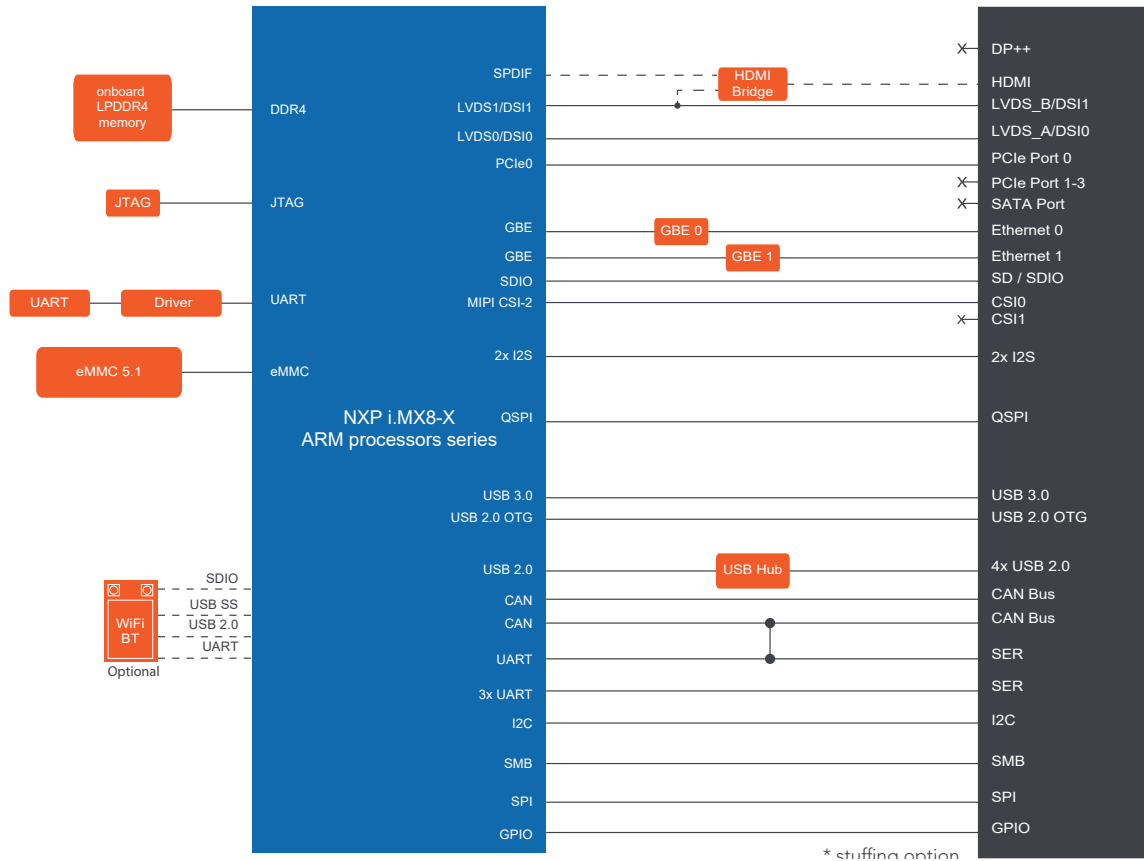 onboard
LPDDR4
memory
JTAG
UART
Driver
eMMC 5.1
SDIO
USB SS
USB 2.0
UART
WiFi
BT
Optional
DDR4
JTAG
UART
eMMC
NXP i.MX8-X
ARM processors series
SPDIF
LVDS1/DSI1
LVDS0/DSI0
PCIe0
GBE
GBE
SDIO
MIPI CSI-2
2x I2S
QSPI
USB 3.0
USB 2.0 OTG
USB 2.0
CAN
CAN
UART
3x UART
I2C
SMB
SPI
GPIO
HDMI
Bridge
GBE 0
GBE 1
USB Hub
X
X
X
X
DP++
HDMI
LVDS_B/DSI1
LVDS_A/DSI0
PCIe Port 0
PCIe Port 1-3
SATA Port
Ethernet 0
Ethernet 1
SD / SDIO
CSI0
CSI1
2x I2S
QSPI
USB 3.0
USB 2.0 OTG
4x USB 2.0
CAN Bus
CAN Bus
SER
SER
I2C
SMB
SPI
GPIO
* stuffing option